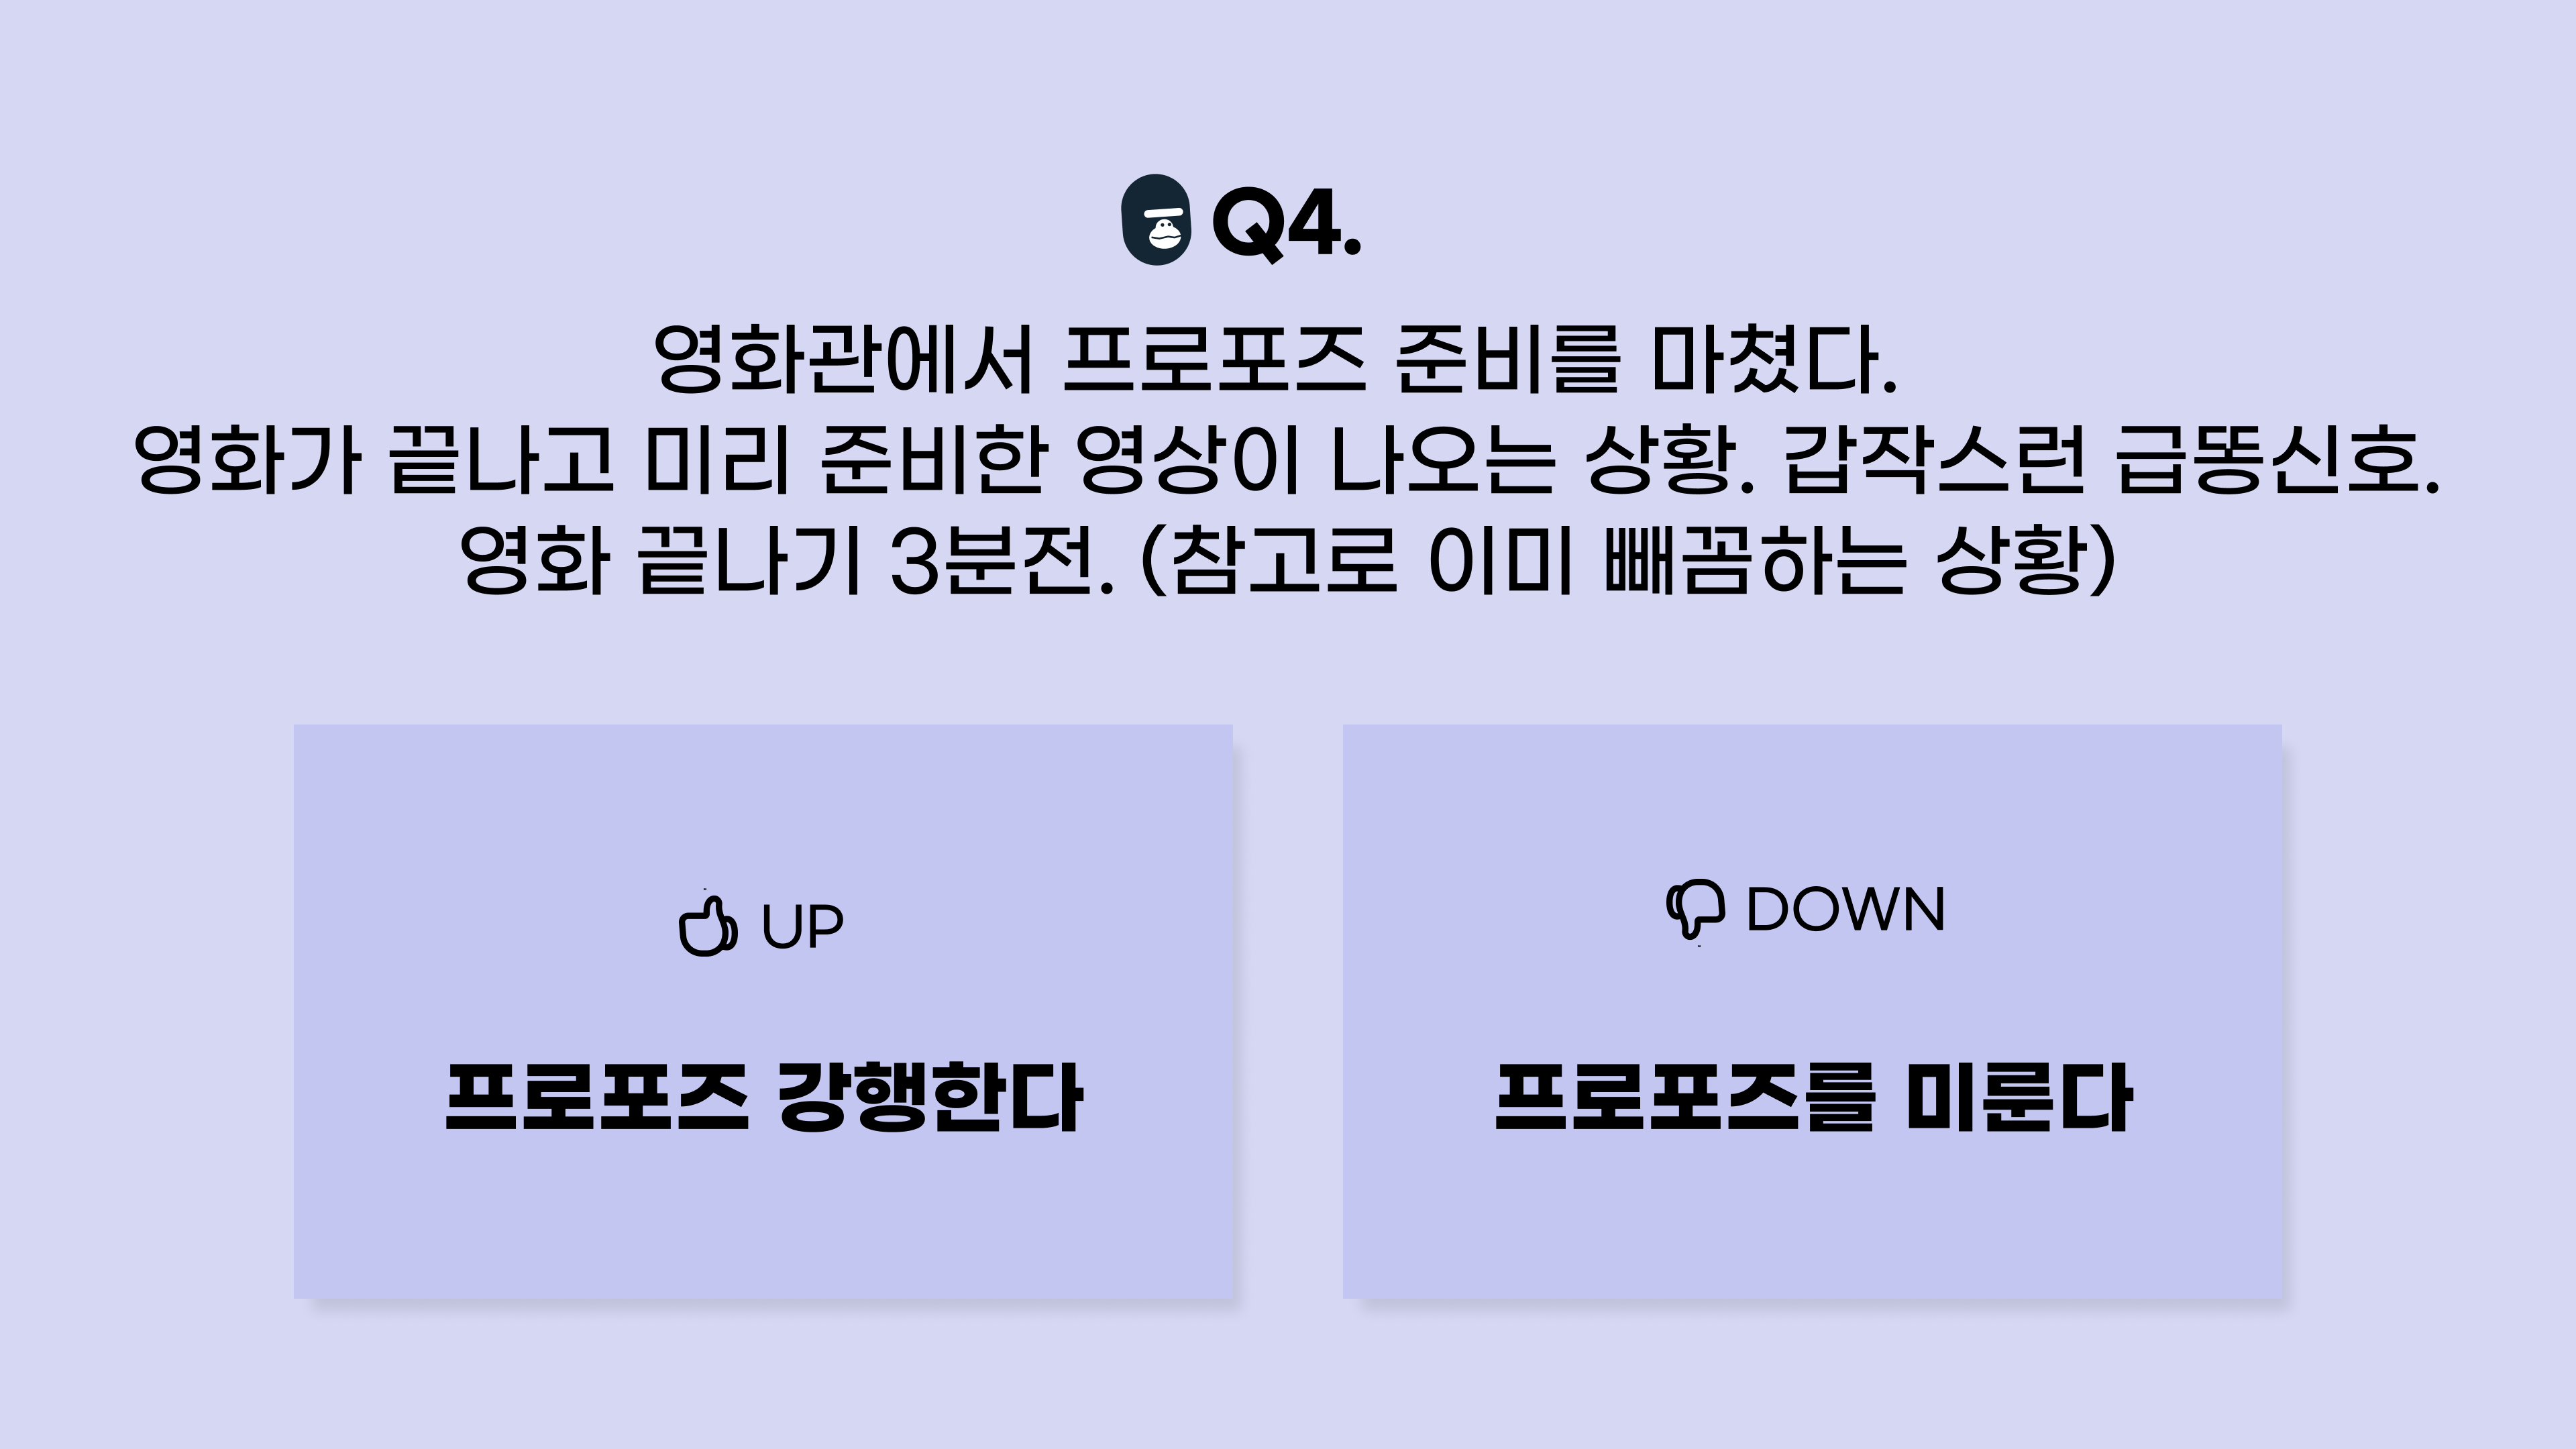 Q4.
영화관에서 프로포즈 준비를 마쳤다.
영화가 끝나고 미리 준비한 영상이 나오는 상황. 갑작스런 급똥신호.
영화 끝나기 3분전. (참고로 이미 빼꼼하는 상황)
UP
프로포즈 강행한다
DOWN
프로포즈를 미룬다